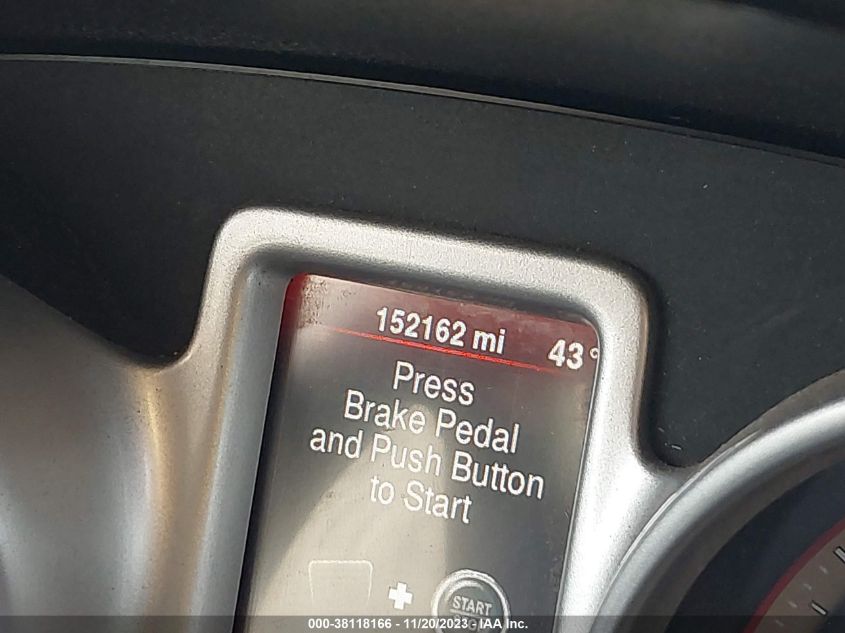 152162 mi 43°
Press
Brake Pedal
and Push Button
to Start
START
000-38118166 - 11/20/2023 - IAA Inc.